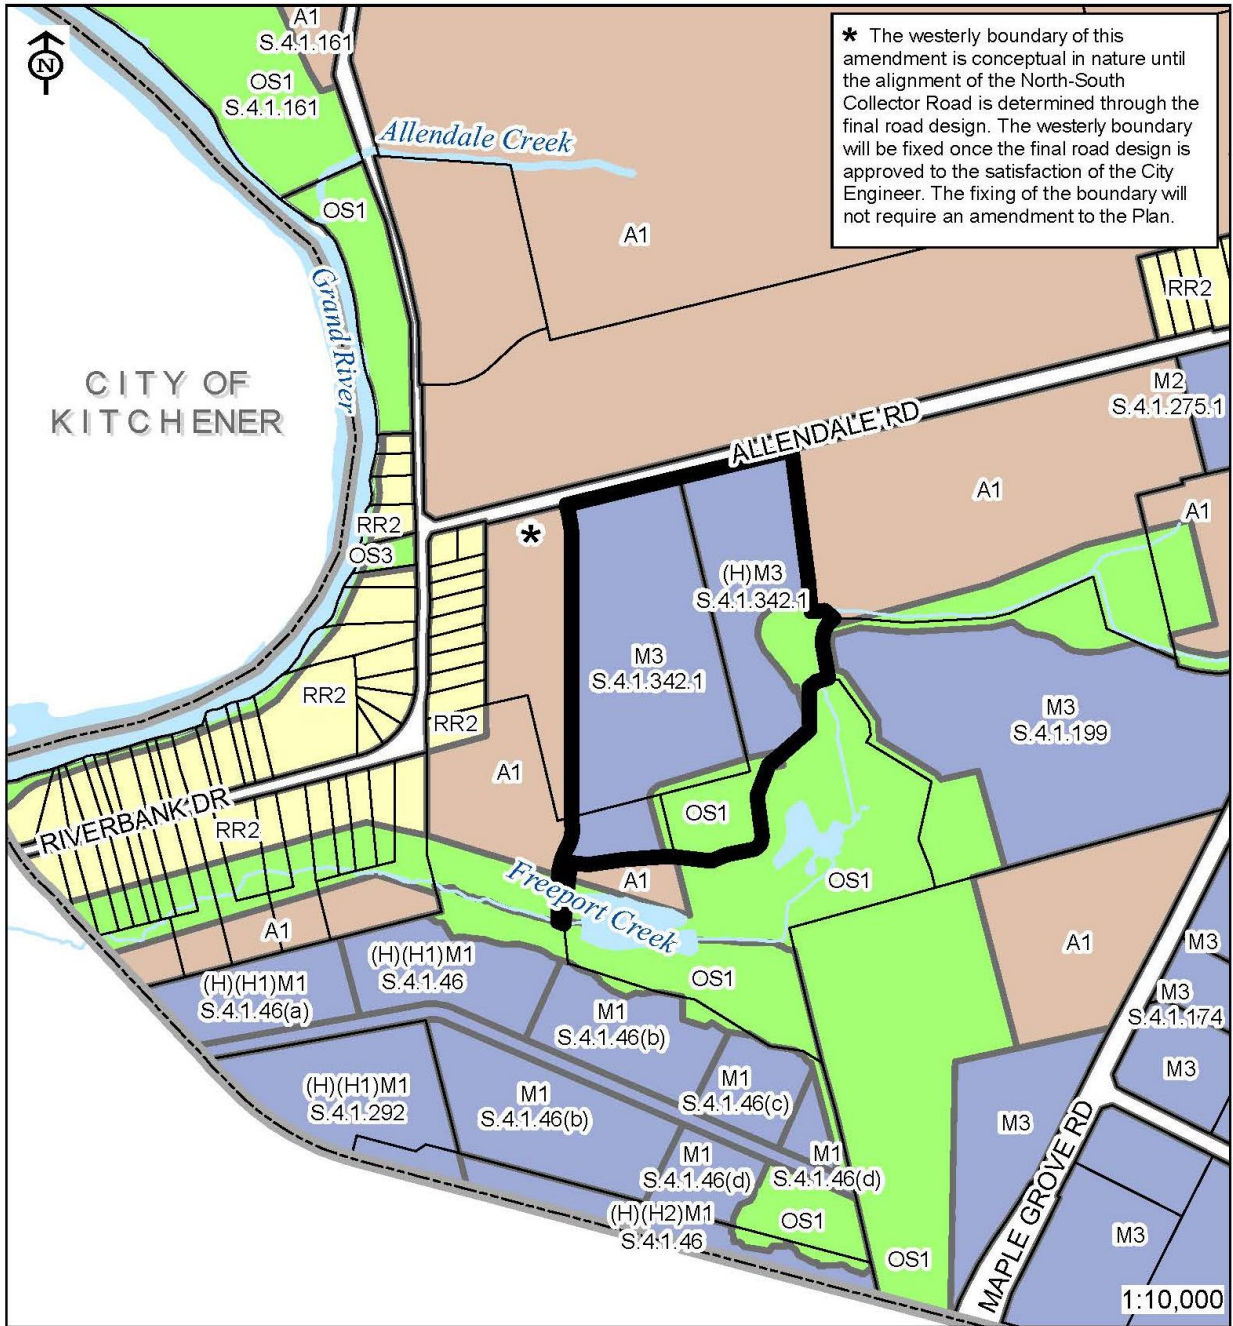 A1
S.4.1.161
OS1
S.4.1.161
N
* The westerly boundary of this
amendment is conceptual in nature until
the alignment of the North-South
Collector Road is determined through the
final road design. The westerly boundary
will be fixed once the final road design is
approved to the satisfaction of the City
Engineer. The fixing of the boundary will
not require an amendment to the Plan.
Allendale Creek
OS1
A1
Grand River
RR2
CITY OF
KITCHENER
M2
S.4.1.275.1
ALLENDALE RD
A1
A1
RR2
*
OS3
(H)M3
S.4.1.342.1
M3
S.4.1.342.1
RR2
RR2
M3
S.4.1.199
A1
OS1
RIVERBANK DR
RR2
Freeport Creek
A1
OS1
A1
A1
M3
(H)(H1)M1
S.4.1.46(a)
(H)(H1)M1
S.4.1.46
OS1
M3
S.4.1.174
M1
S.4.1.46(b)
M3
(H)(H1)M1
S.4.1.292
M1
S.4.1.46(b)
M1
S.4.1.46(c)
M3
M1
S.4.1.46(d)
M1
S.4.1.46(d)
(H)(H2)M1
S.4.1.46
OS1
OS1
MAPLE GROVE RD
M3
1:10,000